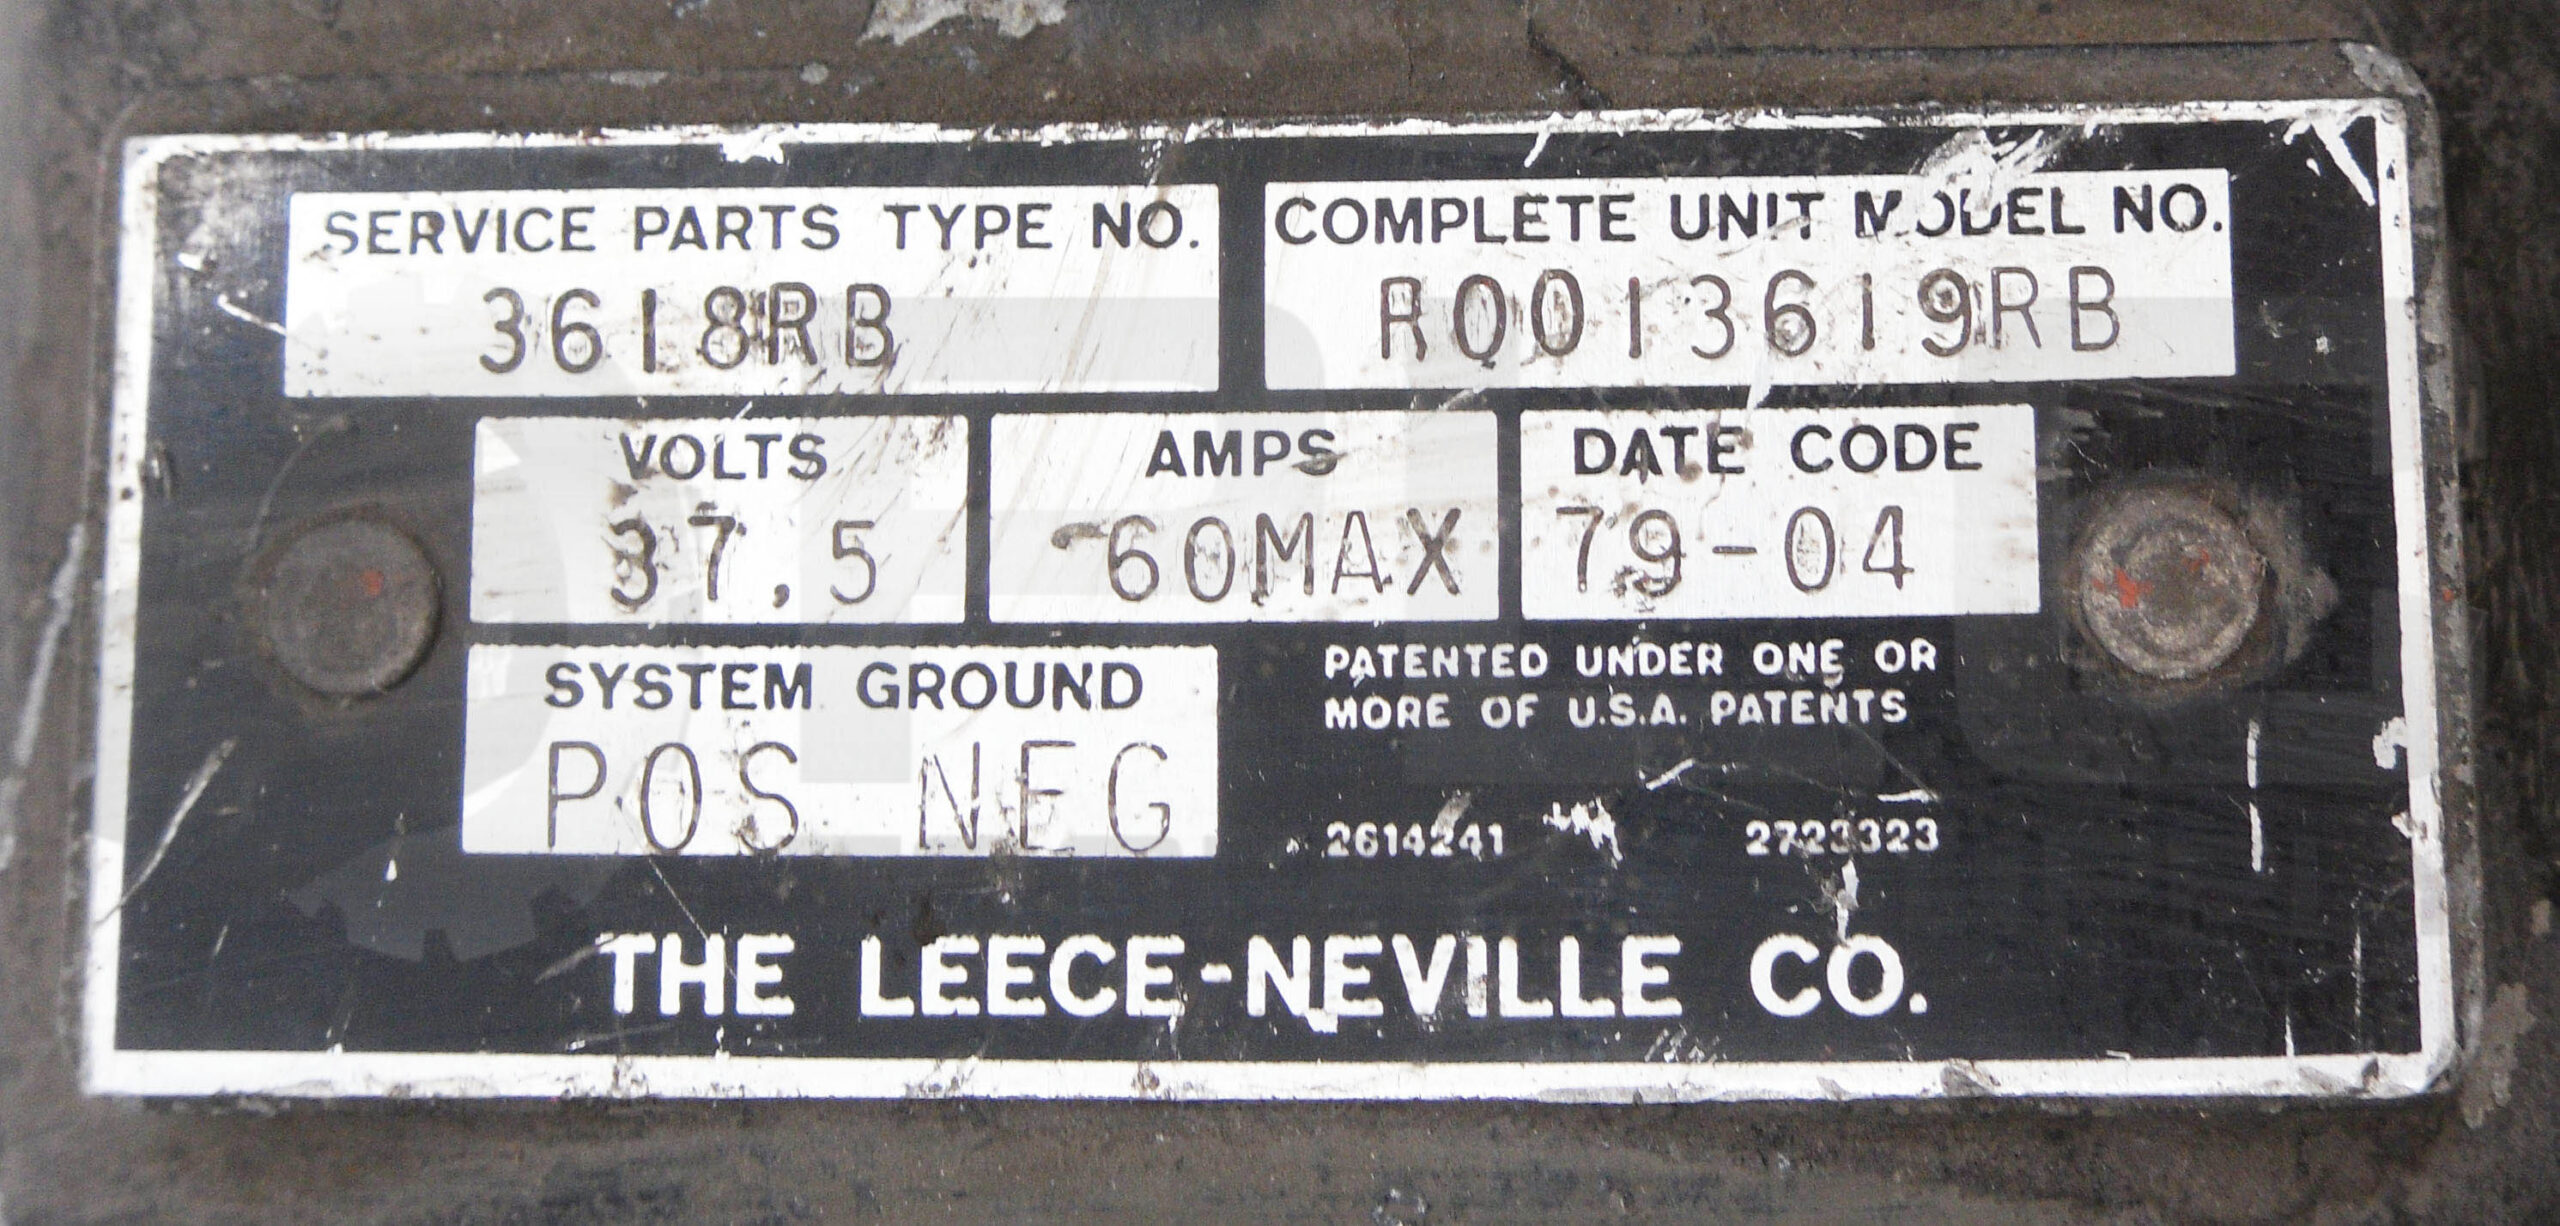 SERVICE PARTS TYPE NO.
3618RB
COMPLETE UNIT MODEL NO.
R0013619RB
VOLTS
37.5
AMPS
60MAX
DATE CODE
79-04
SYSTEM GROUND
POS NEG
PATENTED UNDER ONE OR
MORE OF U.S.A. PATENTS
2614241 2723323
THE LEECE-NEVILLE CO.